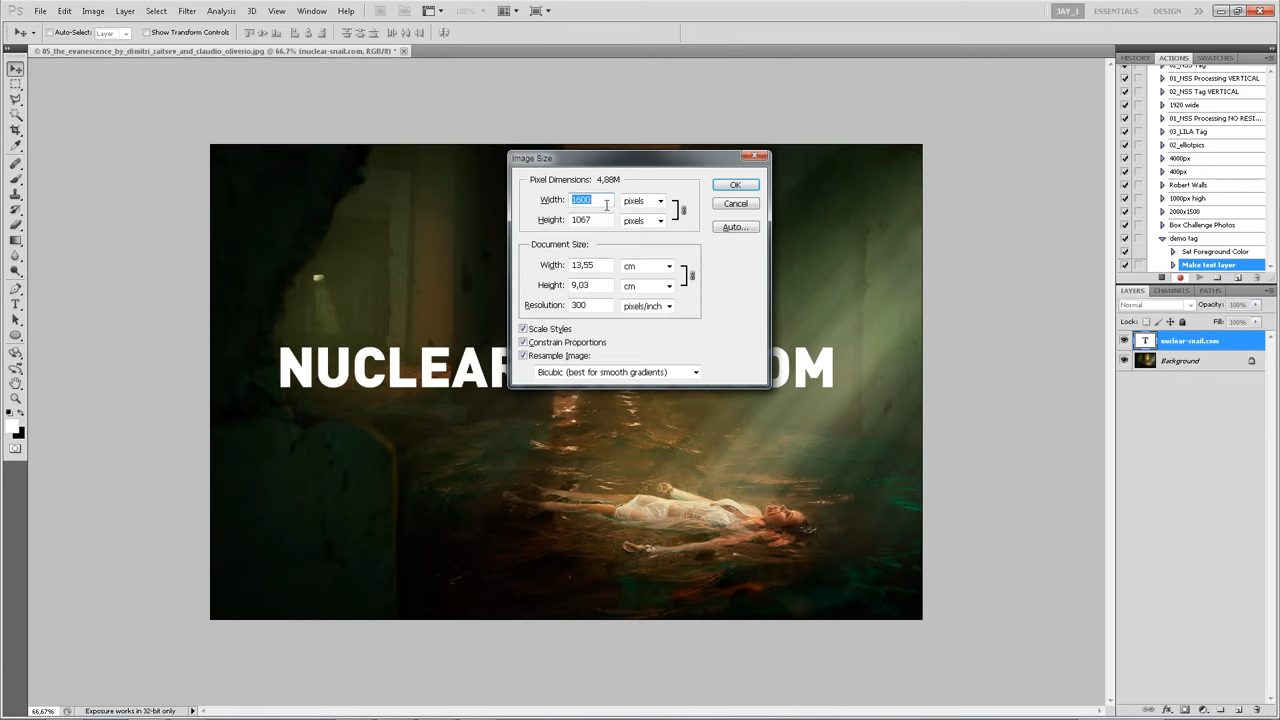 Ps File Edit Image Layer Select Filter Analysis 3D View Window Help 100% JAY_1 ESSENTIALS DESIGN
Auto-Select: Layer Show Transform Controls
05_the_evanescence_by_dimitri_zaitsev_and_claudio_oliverio.jpg @ 66,7% (nuclear-snail.com, RGB/8) *
HISTORY ACTIONS SWATCHES
02_NSS Tag
01_NSS Processing VERTICAL
02_NSS Tag VERTICAL
1920 wide
01_NSS Processing NO RESI...
03_LILA Tag
02_elliotpics
4000px
400px
Robert Walls
1000px high
2000x1500
Box Challenge Photos
demo tag
Set Foreground Color
Make text layer
Image Size
Pixel Dimensions: 4,88M
Width: 1600 pixels
Height: 1067 pixels
Document Size:
Width: 13,55 cm
Height: 9,03 cm
Resolution: 300 pixels/inch
Scale Styles
Constrain Proportions
Resample Image:
Bicubic (best for smooth gradients)
OK
Cancel
Auto...
NUCLEAR OM
LAYERS CHANNELS PATHS
Normal Opacity: 100%
Lock: Fill: 100%
T nuclear-snail.com
Background
66,67% Exposure works in 32-bit only